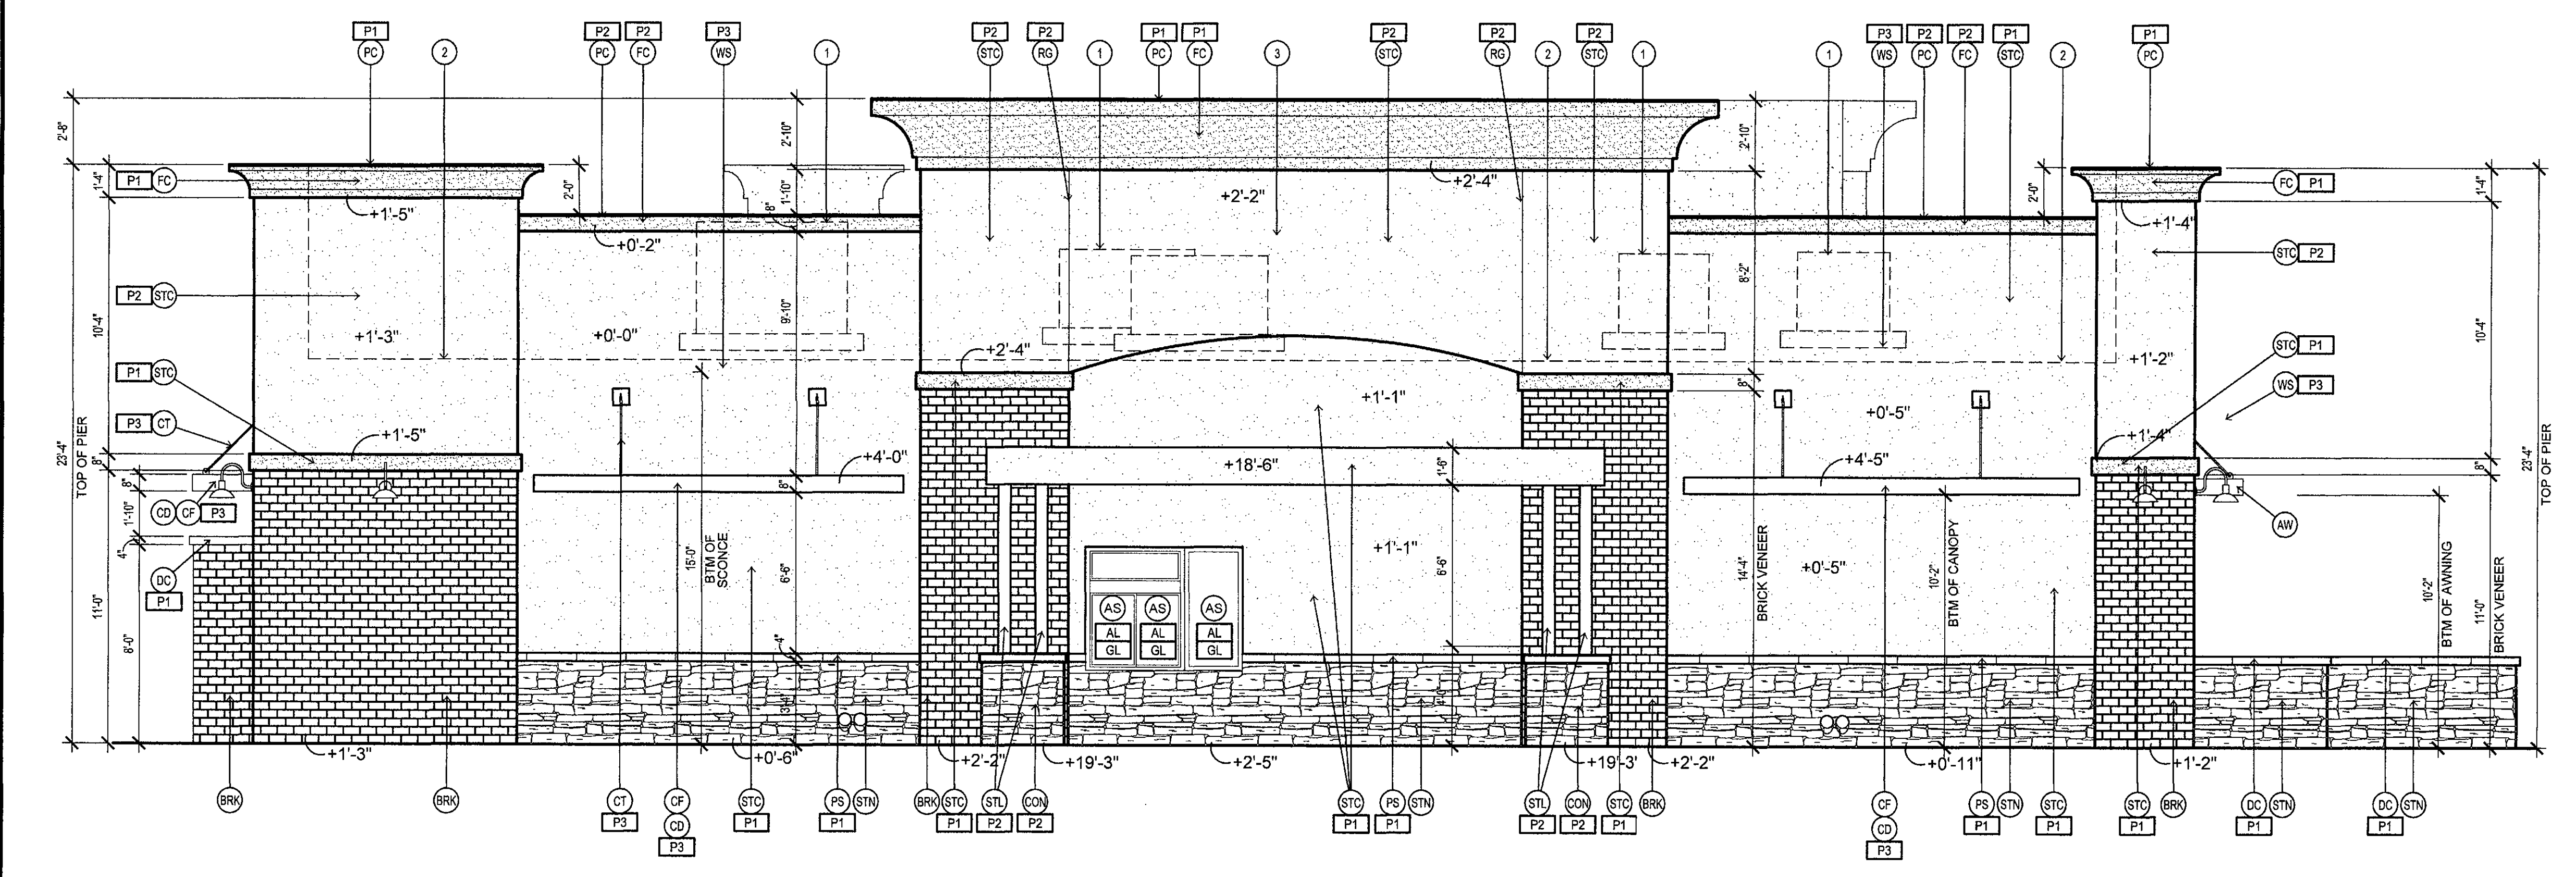 P1 P2 P2 P3 P2 P2 P1 P1 P2 P2 P2 P3 P2 P2 P1 P1
PC 2 PC FC WS 1 STC RG 1 PC FC 3 STC RG 2 STC 1 1 WS PC FC STC 2 PC
2'-8" 2'-10" 2'-10"
P1 FC 1'-4" 2'-0" 1'-10" +2'-4" 2'-0" FC P1 1'-4"
+1'-5" 8" +2'-2" +1'-4"
+0'-2"
STC P2
P2 STC 8'-2"
10'-4" +1'-3" +0'-0" 9'-10" 10'-4"
+2'-4" +1'-2" STC P1
P1 STC 8" WS P3
+1'-1" +0'-5"
P3 CT +1'-5" +1'-4"
23'-4" TOP OF PIER 8" +4'-0" +18'-6" 1'-6" +4'-5" 8" 23'-4" TOP OF PIER
8" 8"
CD CF P3 AW
1'-10"
4" 15'-0" BTM OF SCONCE +1'-1" BRICK VENEER
DC P1 6'-6" 6'-6" 14'-4" +0'-5" 10'-2" BTM OF CANOPY 10'-2" BTM OF AWNING
11'-0" AS AS AS 11'-0" BRICK VENEER
AL AL AL
8'-0" GL GL GL
4"
3'-4" 4'-0"
+1'-3" +0'-6" +2'-2" +19'-3" +2'-5" +19'-3' +2'-2" +0'-11" +1'-2"
BRK BRK CT CF STC PS STN BRK STC STL CON STC PS STN STL CON STC BRK CF PS STN STC STC BRK DC STN DC STN
P3 CD P1 P1 P1 P2 P2 P1 P1 P2 P2 P1 CD P1 P1 P1 P1 P1
P3 P3